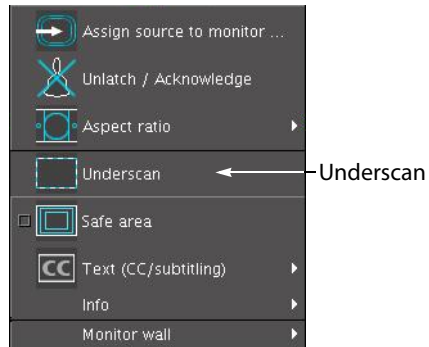 Assign source to monitor ...
Unlatch / Acknowledge
Aspect ratio
Underscan
Underscan
Safe area
CC Text (CC/subtitling)
Info
Monitor wall